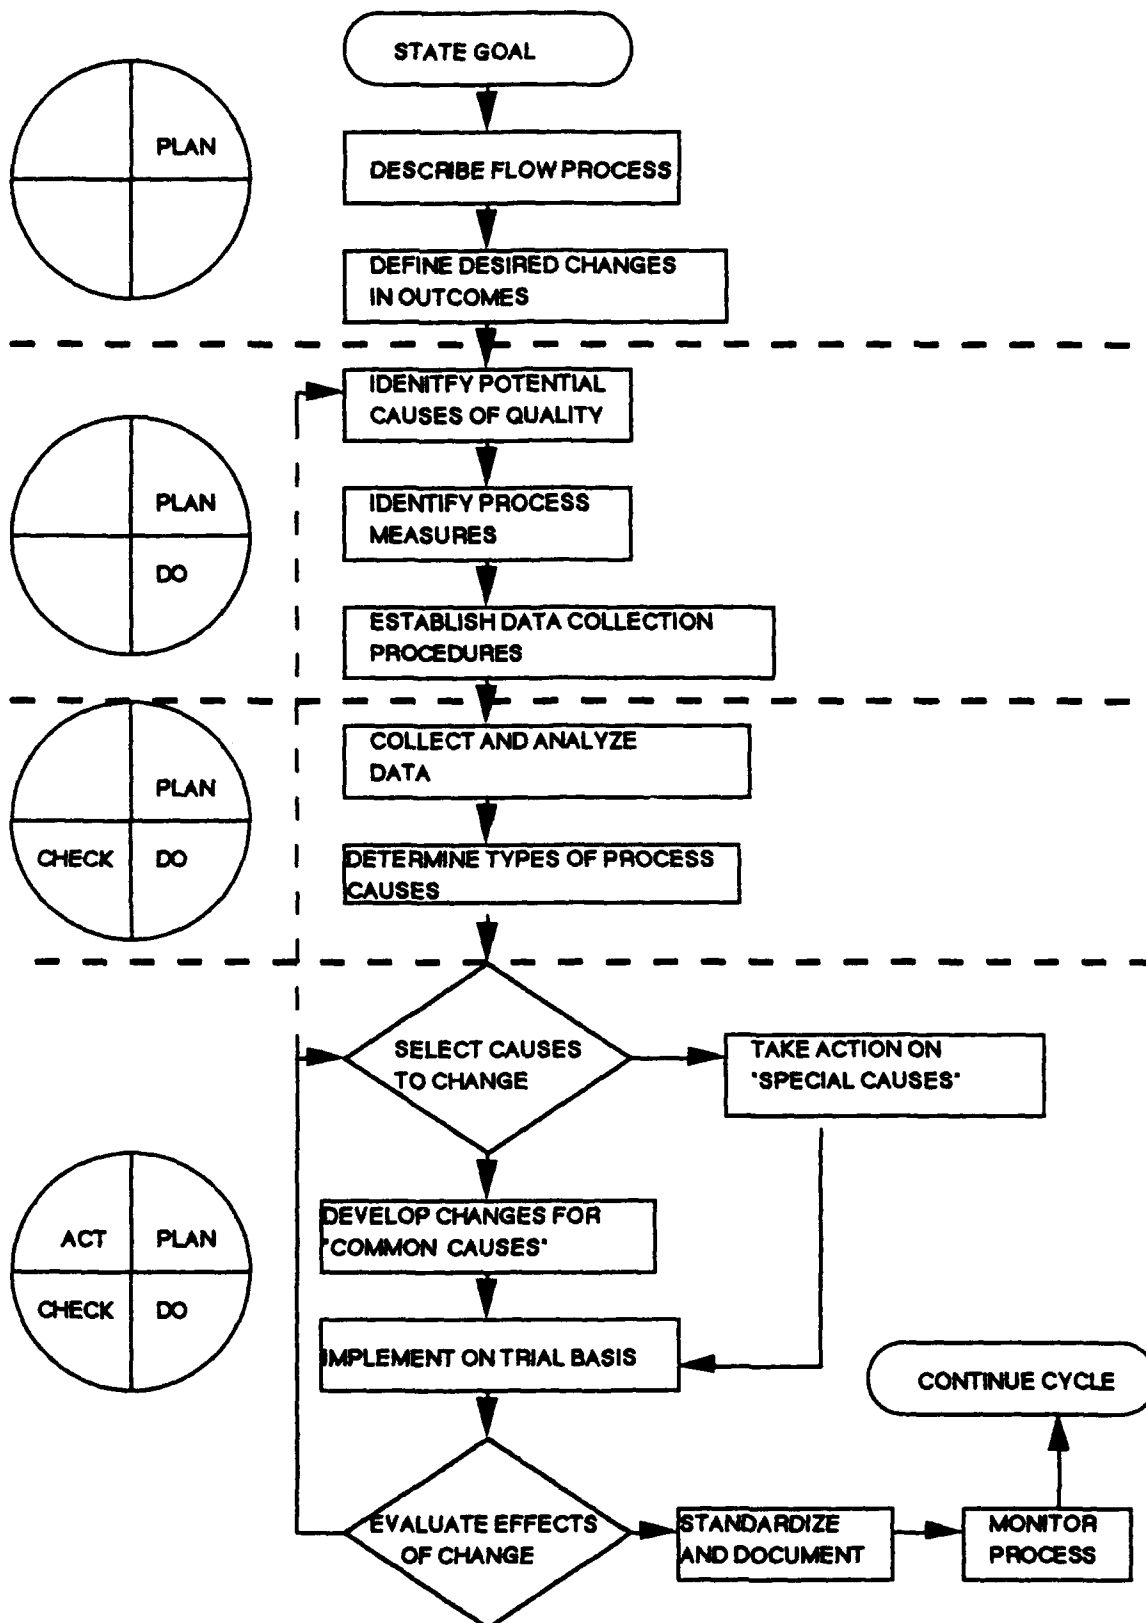 STATE GOAL
PLAN
DESCRIBE FLOW PROCESS
DEFINE DESIRED CHANGES
IN OUTCOMES
IDENITFY POTENTIAL
CAUSES OF QUALITY
PLAN
DO
IDENTIFY PROCESS
MEASURES
ESTABLISH DATA COLLECTION
PROCEDURES
COLLECT AND ANALYZE
DATA
PLAN
CHECK DO
DETERMINE TYPES OF PROCESS
CAUSES
SELECT CAUSES
TO CHANGE
TAKE ACTION ON
"SPECIAL CAUSES"
DEVELOP CHANGES FOR
"COMMON CAUSES"
ACT PLAN
CHECK DO
IMPLEMENT ON TRIAL BASIS
CONTINUE CYCLE
EVALUATE EFFECTS
OF CHANGE
STANDARDIZE
AND DOCUMENT
MONITOR
PROCESS